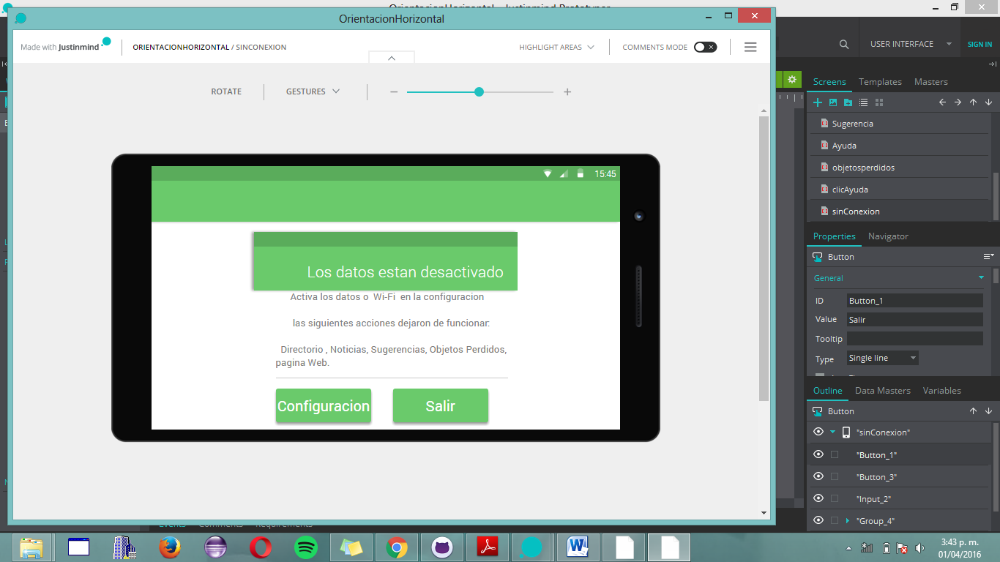 OrientacionHorizontal - Justinmind Prototyper
OrientacionHorizontal
Made with Justinmind
ORIENTACIONHORIZONTAL / SINCONEXION
HIGHLIGHT AREAS
COMMENTS MODE
USER INTERFACE
SIGN IN
ROTATE
GESTURES
15:45
Los datos estan desactivado
Activa los datos o Wi-Fi en la configuracion
las siguientes acciones dejaron de funcionar:
Directorio , Noticias, Sugerencias, Objetos Perdidos,
pagina Web.
Configuracion
Salir
Screens
Templates
Masters
Sugerencia
Ayuda
objetosperdidos
clicAyuda
sinConexion
Properties
Navigator
Button
General
ID
Button_1
Value
Salir
Tooltip
Type
Single line
Outline
Data Masters
Variables
Button
"sinConexion"
"Button_1"
"Button_3"
"Input_2"
"Group_4"
Events
Comments
Requirements
3:43 p. m.
01/04/2016